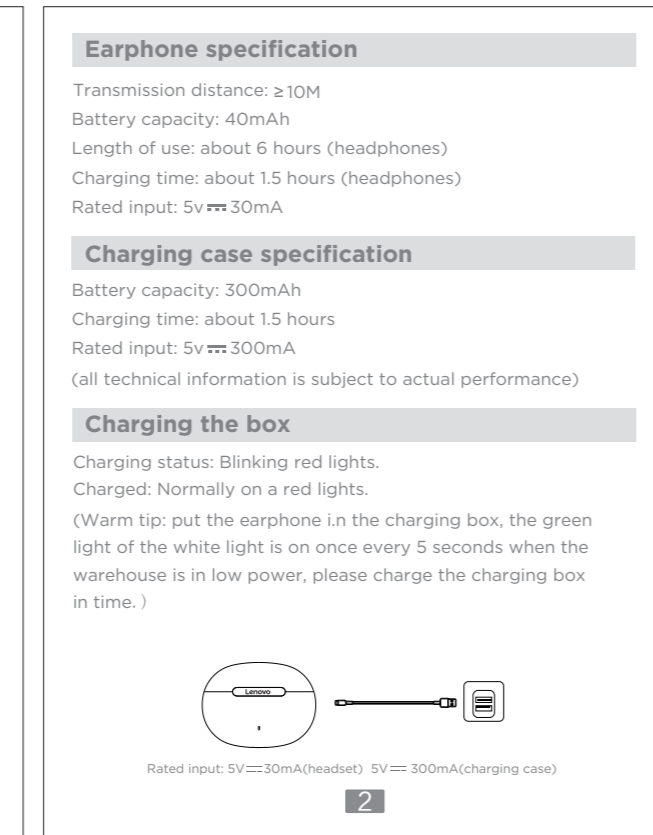 Earphone specification
Transmission distance: ≥10M
Battery capacity: 40mAh
Length of use: about 6 hours (headphones)
Charging time: about 1.5 hours (headphones)
Rated input: 5v⎓30mA
Charging case specification
Battery capacity: 300mAh
Charging time: about 1.5 hours
Rated input: 5v⎓300mA
(all technical information is subject to actual performance)
Charging the box
Charging status: Blinking red lights.
Charged: Normally on a red lights.
(Warm tip: put the earphone i.n the charging box, the green
light of the white light is on once every 5 seconds when the
warehouse is in low power, please charge the charging box
in time. ）
Lenovo
Rated input: 5V⎓30mA(headset) 5V⎓ 300mA(charging case)
2